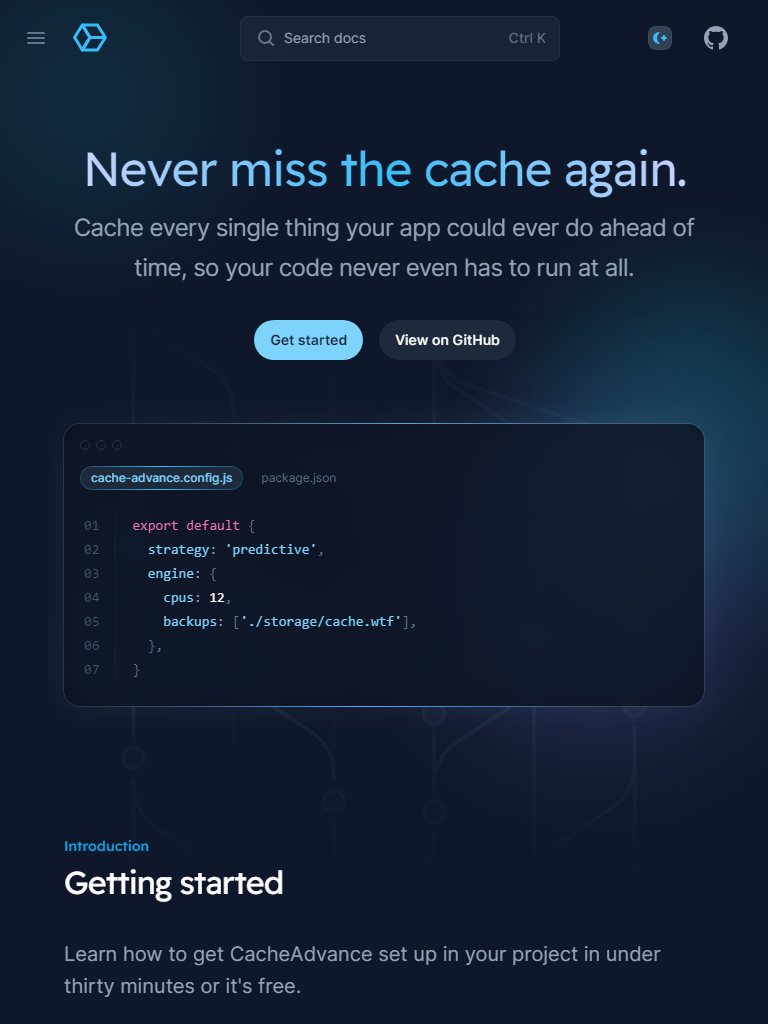 Search docs Ctrl K
Never miss the cache again.
Cache every single thing your app could ever do ahead of
time, so your code never even has to run at all.
Get started View on GitHub
cache-advance.config.js package.json
01 export default {
02   strategy: 'predictive',
03   engine: {
04     cpus: 12,
05     backups: ['./storage/cache.wtf'],
06   },
07 }
Introduction
Getting started
Learn how to get CacheAdvance set up in your project in under
thirty minutes or it's free.